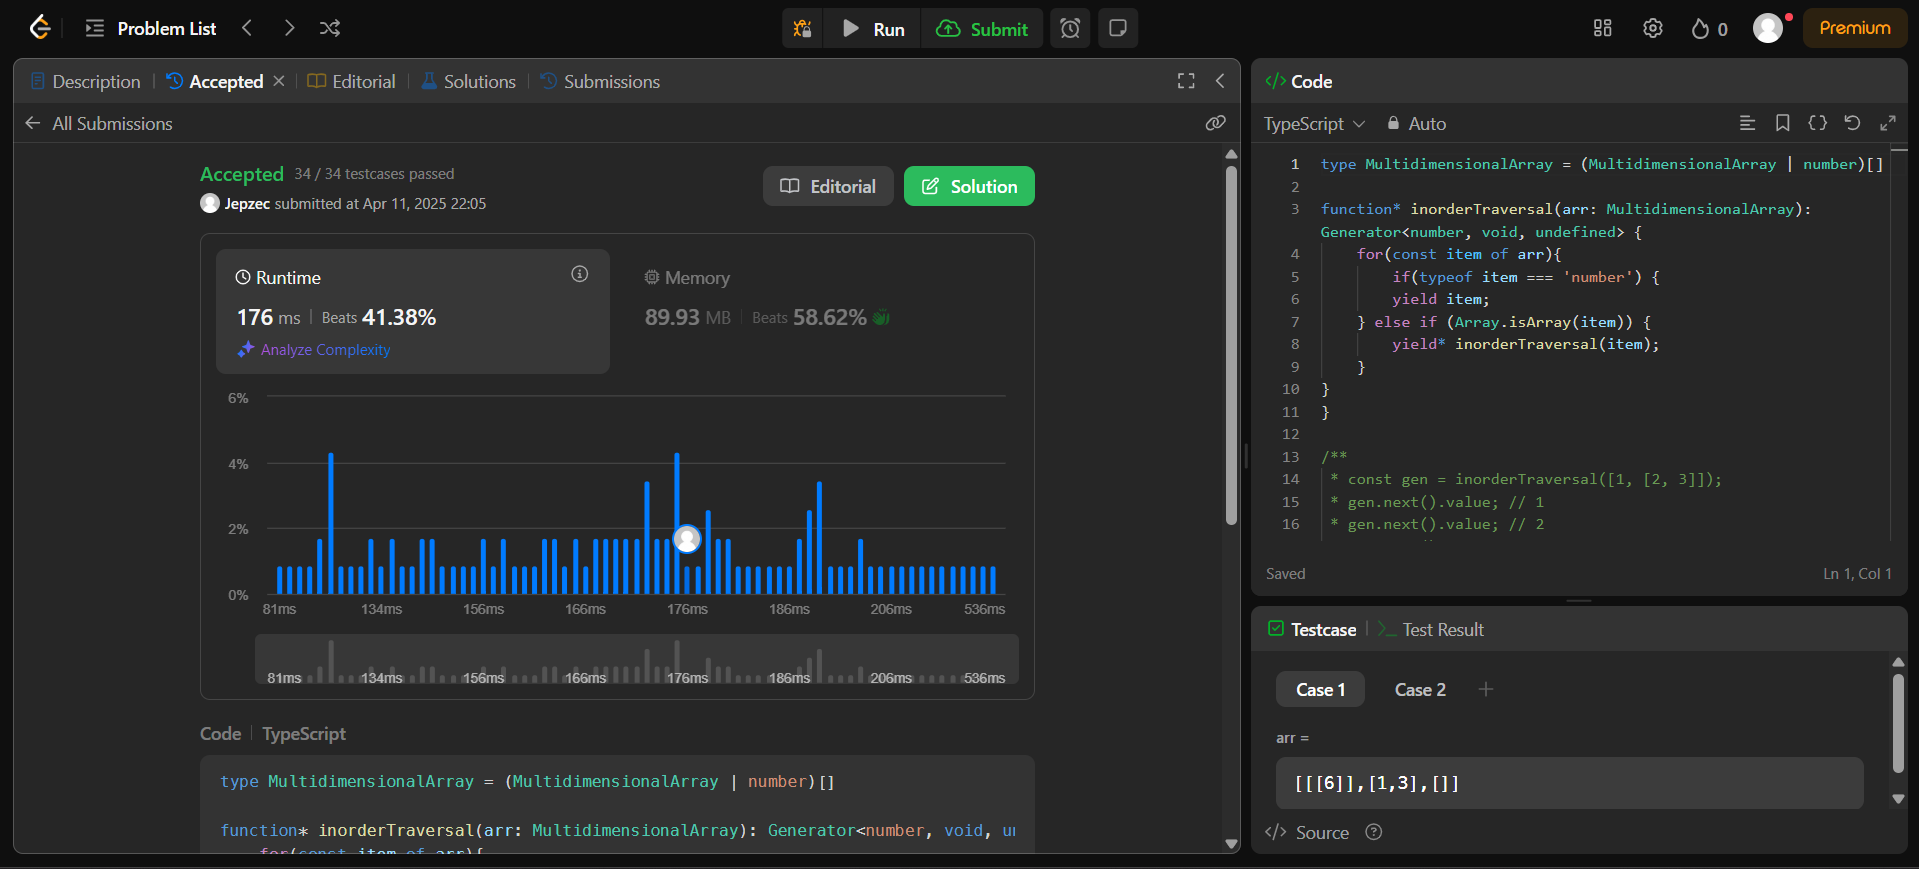 Problem List
Run
Submit
0
Premium
Description
Accepted
Editorial
Solutions
Submissions
All Submissions
Accepted 34 / 34 testcases passed
Jepzec submitted at Apr 11, 2025 22:05
Editorial
Solution
Runtime
176 ms | Beats 41.38%
Analyze Complexity
Memory
89.93 MB | Beats 58.62%
6%
4%
2%
0%
81ms 134ms 156ms 166ms 176ms 186ms 206ms 536ms
81ms 134ms 156ms 166ms 176ms 186ms 206ms 536ms
Code | TypeScript
type MultidimensionalArray = (MultidimensionalArray | number)[]
function* inorderTraversal(arr: MultidimensionalArray): Generator<number, void, un
for(const item of arr){
</> Code
TypeScript
Auto
1 type MultidimensionalArray = (MultidimensionalArray | number)[]
2
3 function* inorderTraversal(arr: MultidimensionalArray):
Generator<number, void, undefined> {
4 for(const item of arr){
5 if(typeof item === 'number') {
6 yield item;
7 } else if (Array.isArray(item)) {
8 yield* inorderTraversal(item);
9 }
10 }
11 }
12
13 /**
14 * const gen = inorderTraversal([1, [2, 3]]);
15 * gen.next().value; // 1
16 * gen.next().value; // 2
Saved
Ln 1, Col 1
Testcase
Test Result
Case 1
Case 2
+
arr =
[[[6]],[1,3],[]]
</> Source